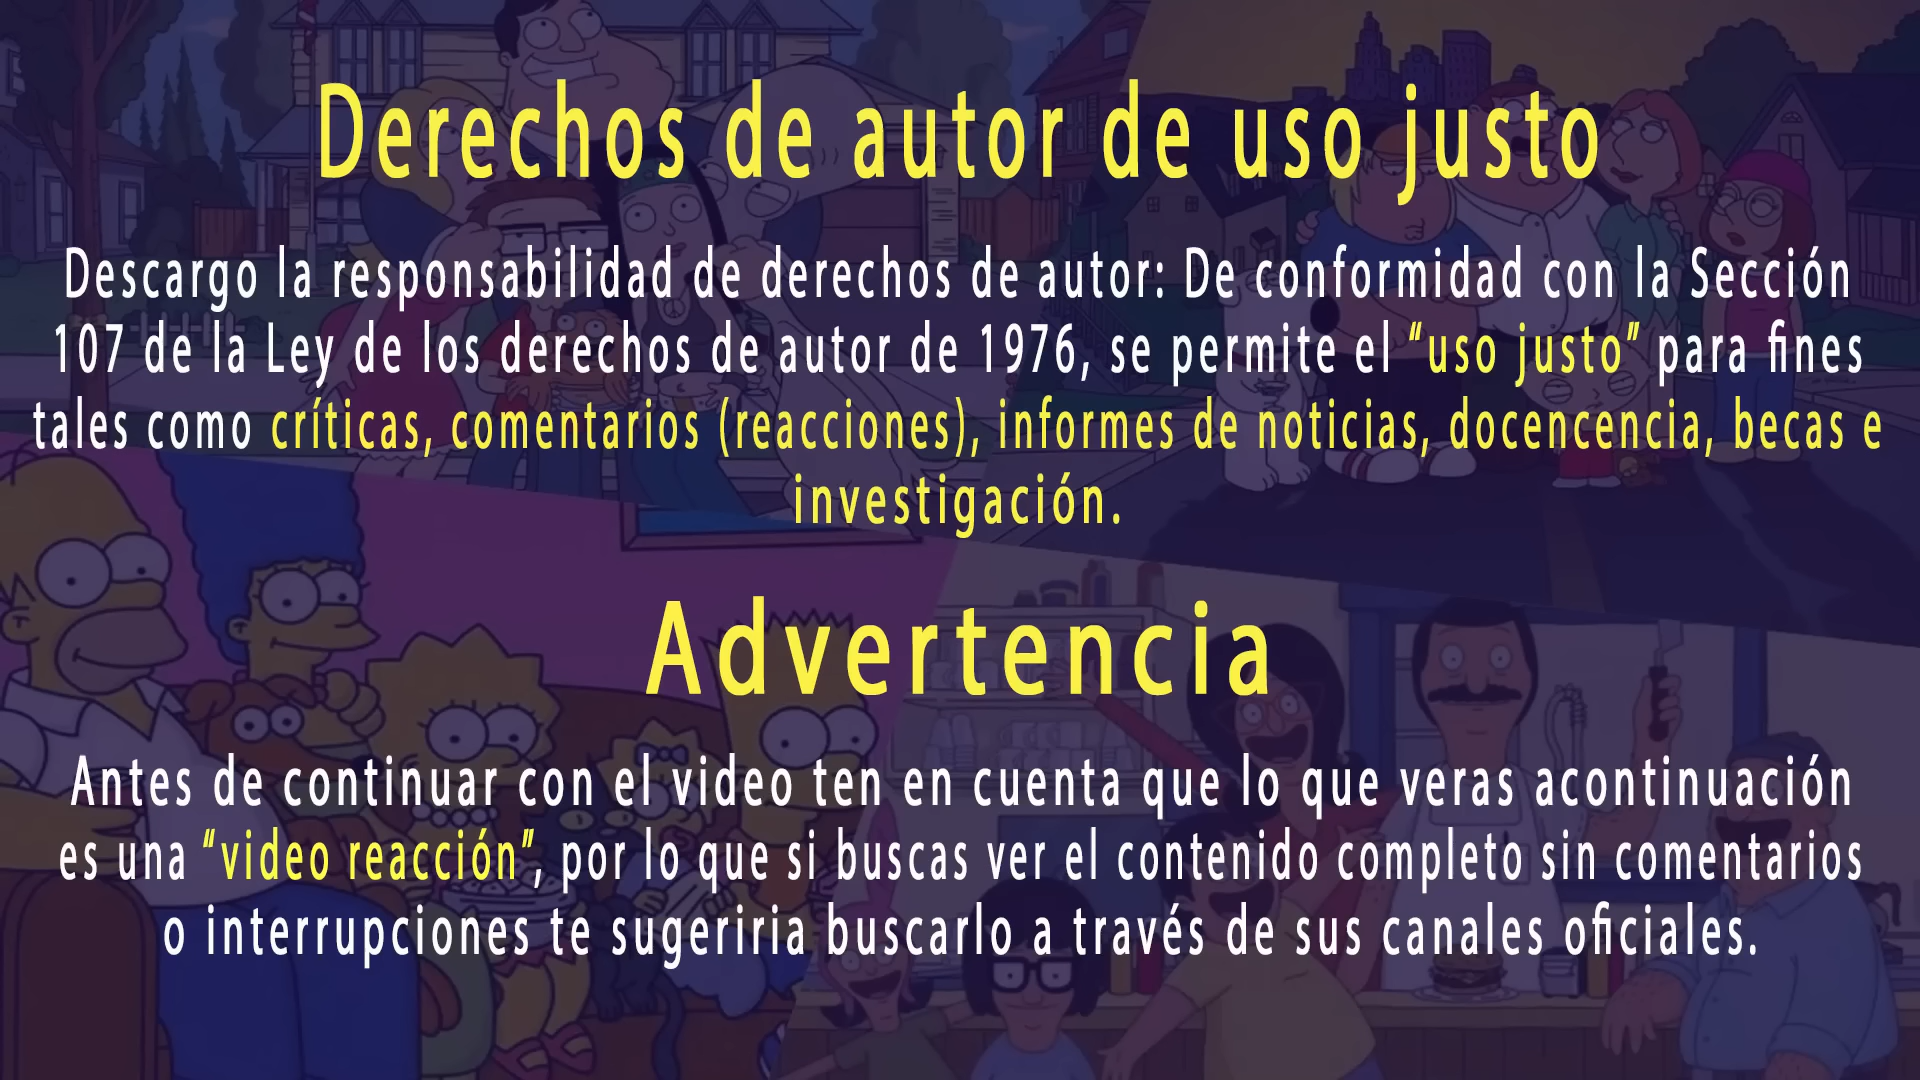 Derechos de autor de uso justo
Descargo la responsabilidad de derechos de autor: De conformidad con la Sección
107 de la Ley de los derechos de autor de 1976, se permite el “uso justo” para fines
tales como críticas, comentarios (reacciones), informes de noticias, docencencia, becas e
investigación.
Advertencia
Antes de continuar con el video ten en cuenta que lo que veras acontinuación
es una “video reacción”, por lo que si buscas ver el contenido completo sin comentarios
o interrupciones te sugeriria buscarlo a través de sus canales oficiales.